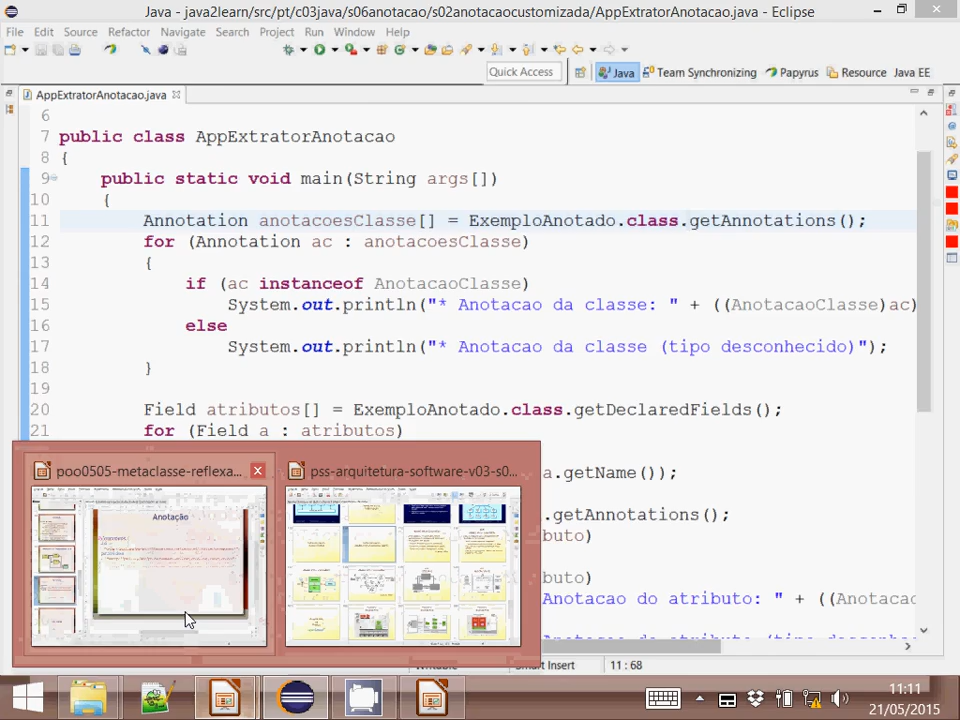 Java - java2learn/src/pt/c03java/s06anotacao/s02anotacaocustomizada/AppExtratorAnotacao.java - Eclipse
File Edit Source Refactor Navigate Search Project Run Window Help
Quick Access Java Team Synchronizing Papyrus Resource Java EE
AppExtratorAnotacao.java
6
7 public class AppExtratorAnotacao
8 {
9 public static void main(String args[])
10 {
11 Annotation anotacoesClasse[] = ExemploAnotado.class.getAnnotations();
12 for (Annotation ac : anotacoesClasse)
13 {
14 if (ac instanceof AnotacaoClasse)
15 System.out.println("* Anotacao da classe: " + ((AnotacaoClasse)ac)
16 else
17 System.out.println("* Anotacao da classe (tipo desconhecido)");
18 }
19
20 Field atributos[] = ExemploAnotado.class.getDeclaredFields();
21 for (Field a : atributos)
poo0505-metaclasse-reflexa... pss-arquitetura-software-v03-s0...
a.getName());
.getAnnotations();
buto)
buto)
Anotacao do atributo: " + ((Anotac
Anotação
Smart Insert 11 : 68
11:11
21/05/2015